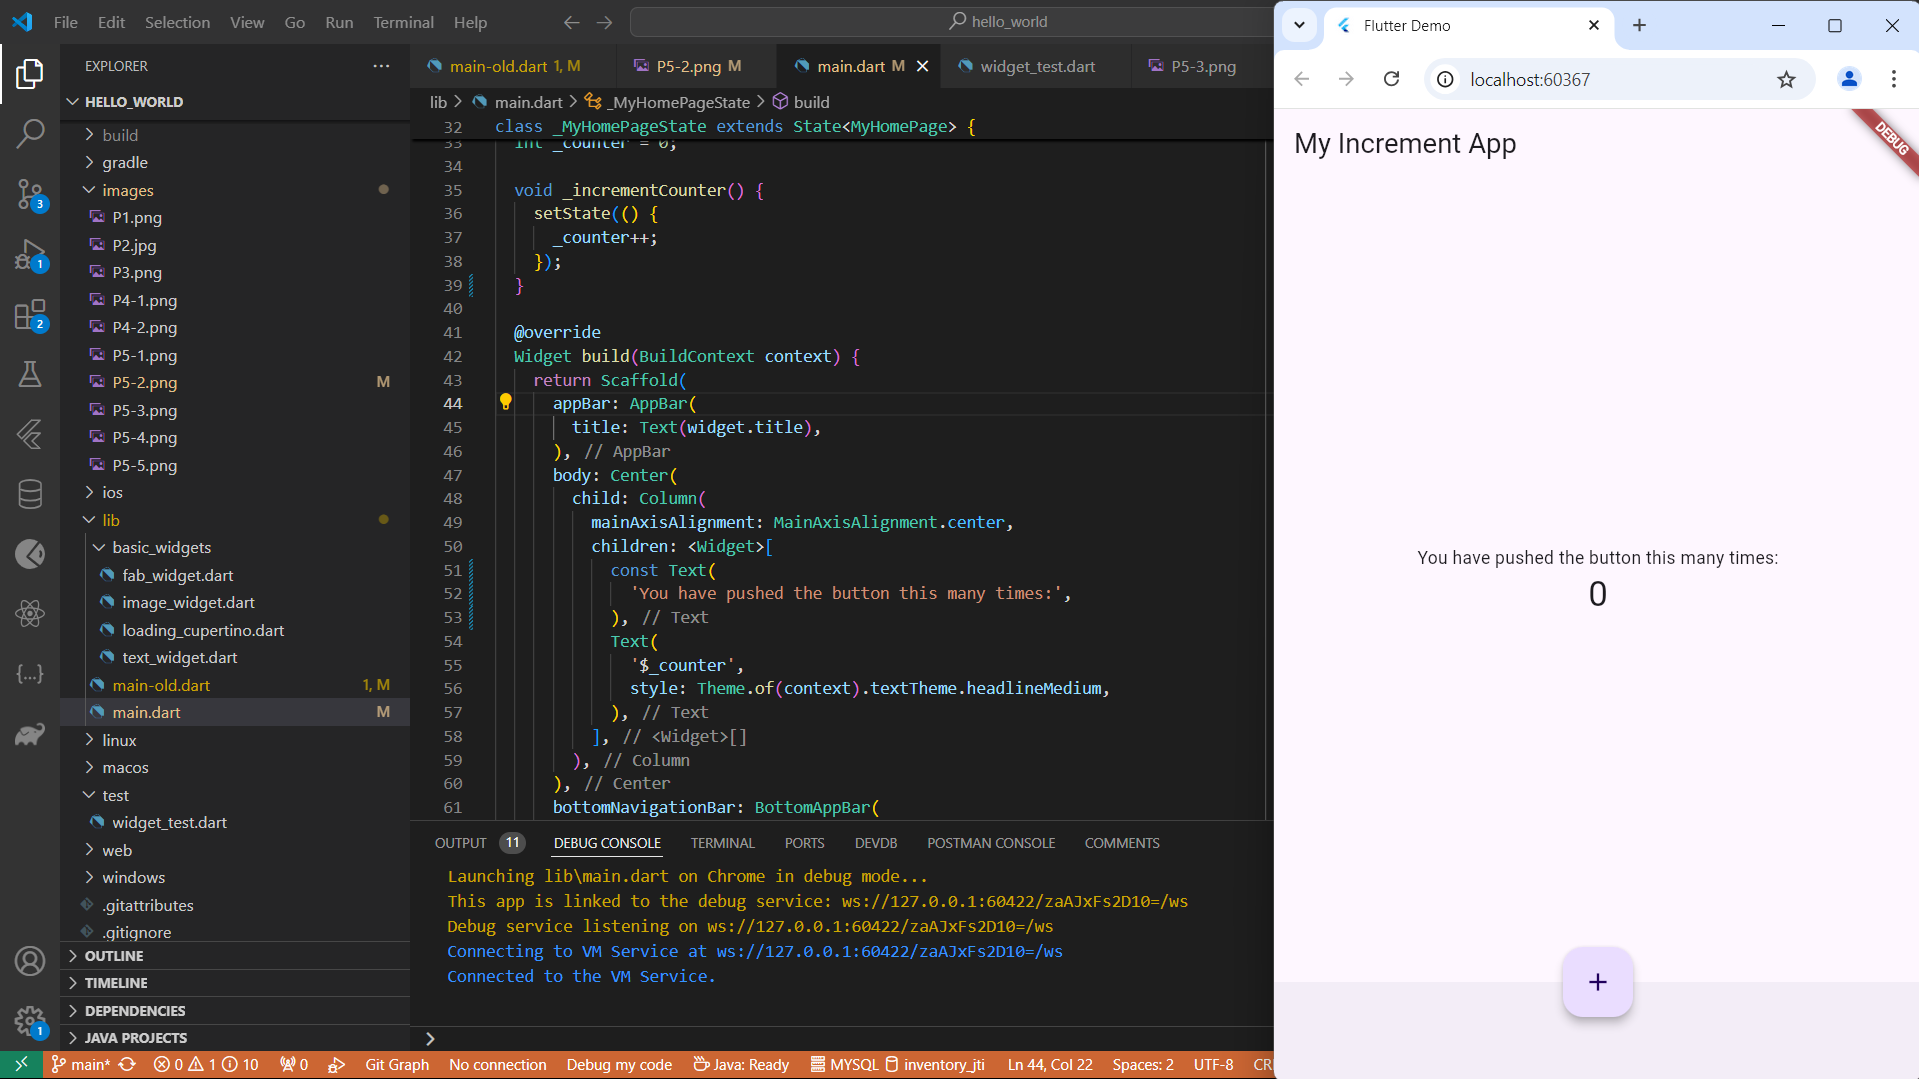 File Edit Selection View Go Run Terminal Help
hello_world
EXPLORER
HELLO_WORLD
build
gradle
images
P1.png
P2.jpg
P3.png
P4-1.png
P4-2.png
P5-1.png
P5-2.png M
P5-3.png
P5-4.png
P5-5.png
ios
lib
basic_widgets
fab_widget.dart
image_widget.dart
loading_cupertino.dart
text_widget.dart
main-old.dart 1, M
main.dart M
linux
macos
test
widget_test.dart
web
windows
.gitattributes
.gitignore
OUTLINE
TIMELINE
DEPENDENCIES
JAVA PROJECTS
3
1
2
1
main-old.dart 1, M
P5-2.png M
main.dart M
widget_test.dart
P5-3.png
lib > main.dart > _MyHomePageState > build
32 class _MyHomePageState extends State<MyHomePage> {
33 int _counter = 0;
34
35 void _incrementCounter() {
36 setState(() {
37 _counter++;
38 });
39 }
40
41 @override
42 Widget build(BuildContext context) {
43 return Scaffold(
44 appBar: AppBar(
45 title: Text(widget.title),
46 ), // AppBar
47 body: Center(
48 child: Column(
49 mainAxisAlignment: MainAxisAlignment.center,
50 children: <Widget>[
51 const Text(
52 'You have pushed the button this many times:',
53 ), // Text
54 Text(
55 '$_counter',
56 style: Theme.of(context).textTheme.headlineMedium,
57 ), // Text
58 ], // <Widget>[]
59 ), // Column
60 ), // Center
61 bottomNavigationBar: BottomAppBar(
OUTPUT 11 DEBUG CONSOLE TERMINAL PORTS DEVDB POSTMAN CONSOLE COMMENTS
Launching lib\main.dart on Chrome in debug mode...
This app is linked to the debug service: ws://127.0.0.1:60422/zaAJxFs2D10=/ws
Debug service listening on ws://127.0.0.1:60422/zaAJxFs2D10=/ws
Connecting to VM Service at ws://127.0.0.1:60422/zaAJxFs2D10=/ws
Connected to the VM Service.
main* 0 1 10 0 Git Graph No connection Debug my code Java: Ready MYSQL inventory_jti Ln 44, Col 22 Spaces: 2 UTF-8 CR
Flutter Demo
localhost:60367
My Increment App
DEBUG
You have pushed the button this many times:
0
+